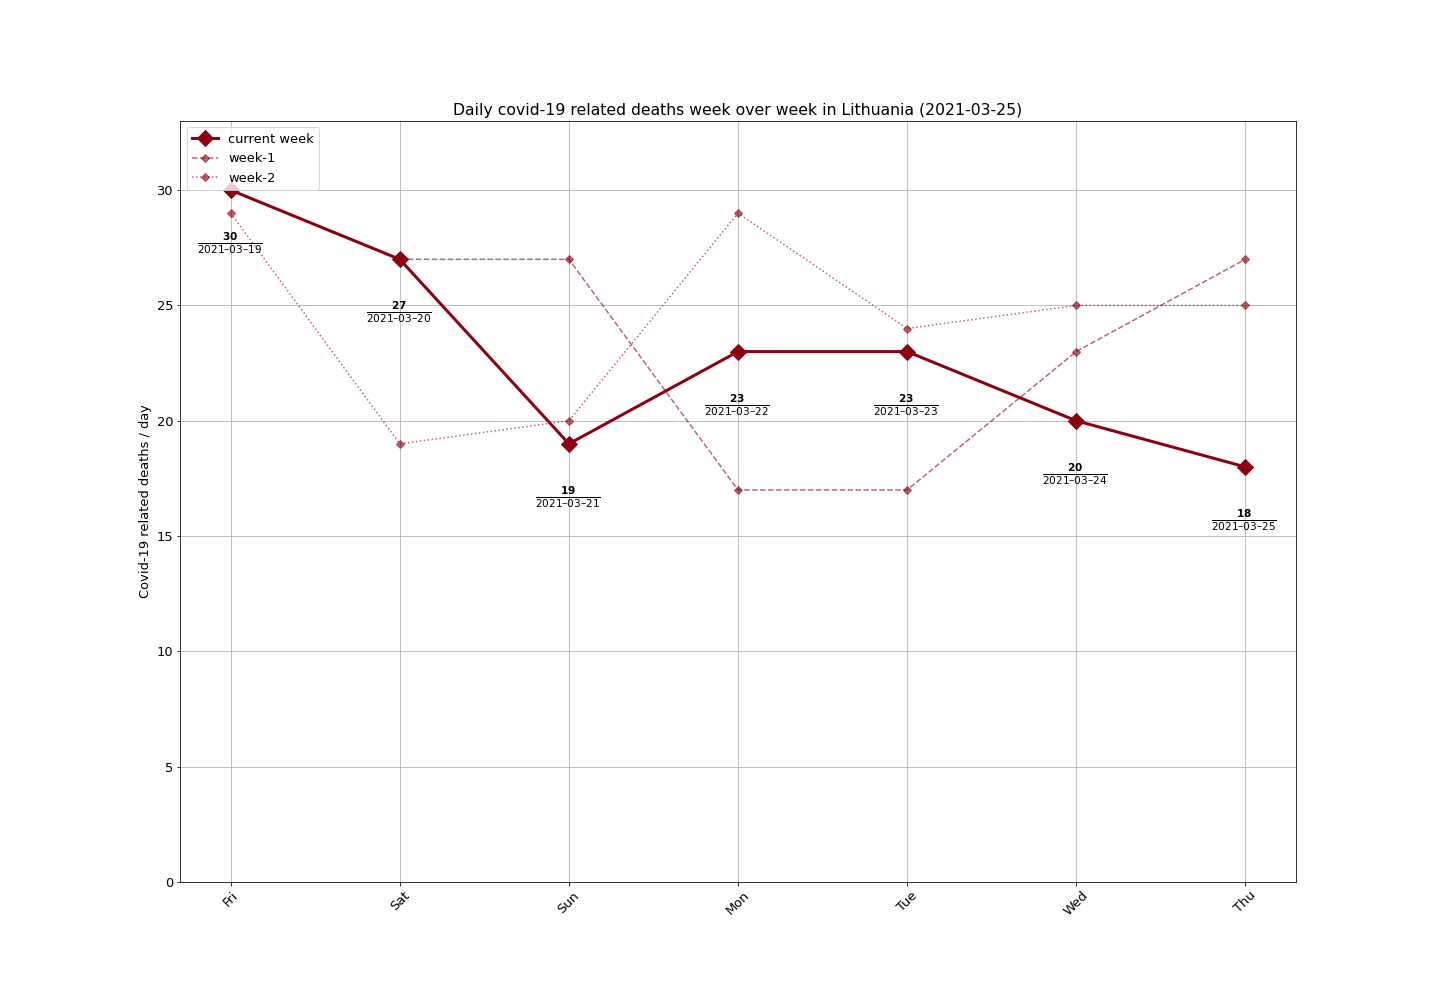 Daily covid-19 related deaths week over week in Lithuania (2021-03-25)
current week
week-1
week-2
Covid-19 related deaths / day
30
25
20
15
10
5
0
30
2021–03–19
27
2021–03–20
19
2021–03–21
23
2021–03–22
23
2021–03–23
20
2021–03–24
18
2021–03–25
Fri
Sat
Sun
Mon
Tue
Wed
Thu